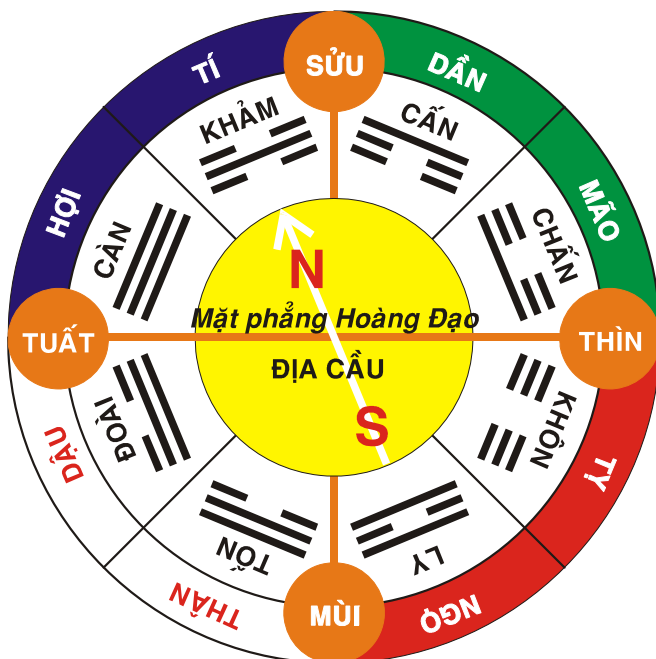 SỬU
DẦN
MÃO
THÌN
TỴ
NGỌ
MÙI
THÂN
DẬU
TUẤT
HỢI
TÍ
KHẢM
CẤN
CHẤN
KHÔN
LY
TỐN
ĐOÀI
CÀN
N
Mặt phẳng Hoàng Đạo
ĐỊA CẦU
S